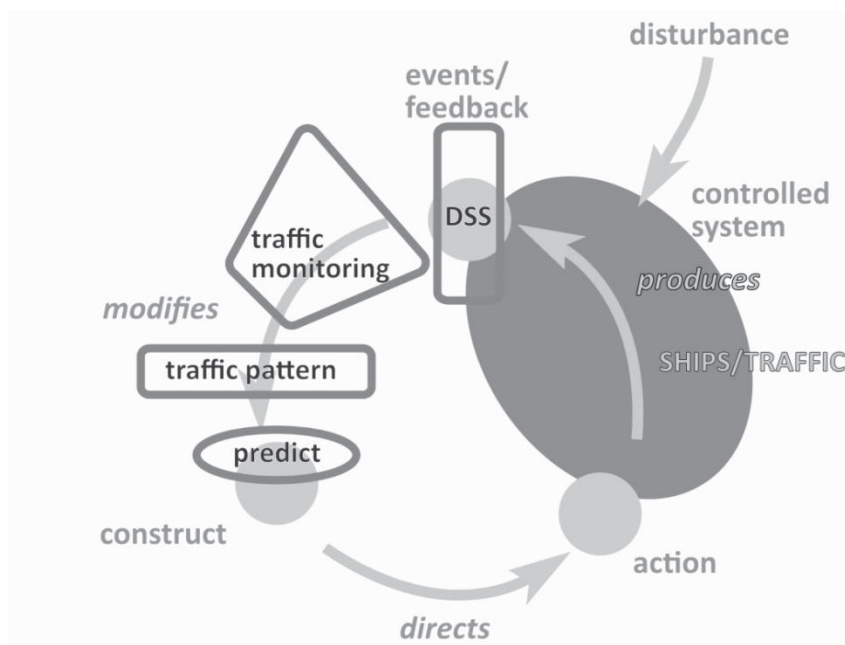 disturbance
events/
feedback
controlled
system
DSS
traffic
monitoring
produces
modifies
SHIPS/TRAFFIC
traffic pattern
predict
construct
action
directs